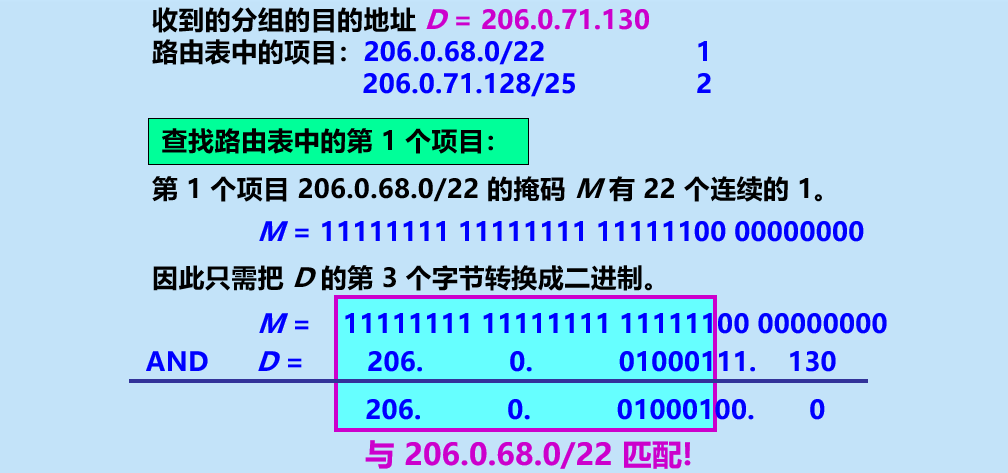 收到的分组的目的地址 D = 206.0.71.130
路由表中的项目：206.0.68.0/22 1
206.0.71.128/25 2
查找路由表中的第 1 个项目：
第 1 个项目 206.0.68.0/22 的掩码 M 有 22 个连续的 1。
M = 11111111 11111111 11111100 00000000
因此只需把 D 的第 3 个字节转换成二进制。
M = 11111111 11111111 11111100 00000000
AND D = 206. 0. 01000111. 130
206. 0. 01000100. 0
与 206.0.68.0/22 匹配!